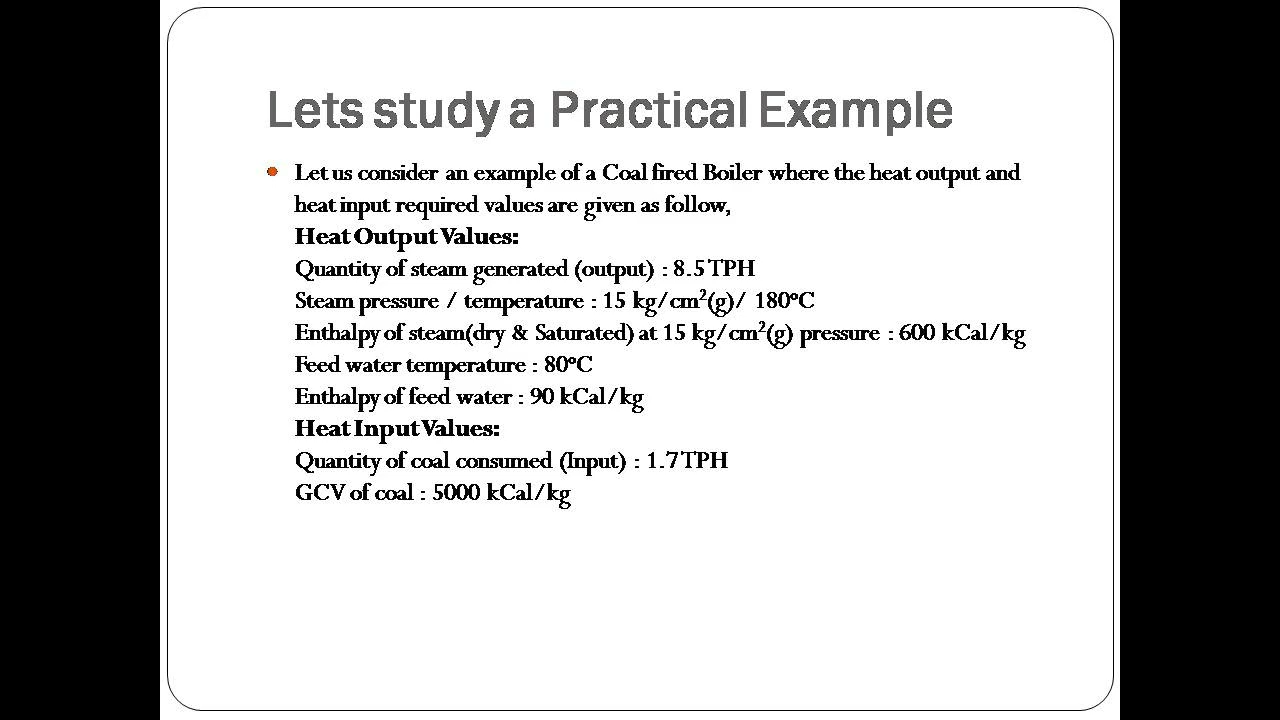 Lets study a Practical Example
Let us consider an example of a Coal fired Boiler where the heat output and
heat input required values are given as follow,
Heat Output Values:
Quantity of steam generated (output) : 8.5 TPH
Steam pressure / temperature : 15 kg/cm²(g)/ 180°C
Enthalpy of steam(dry & Saturated) at 15 kg/cm²(g) pressure : 600 kCal/kg
Feed water temperature : 80°C
Enthalpy of feed water : 90 kCal/kg
Heat Input Values:
Quantity of coal consumed (Input) : 1.7 TPH
GCV of coal : 5000 kCal/kg